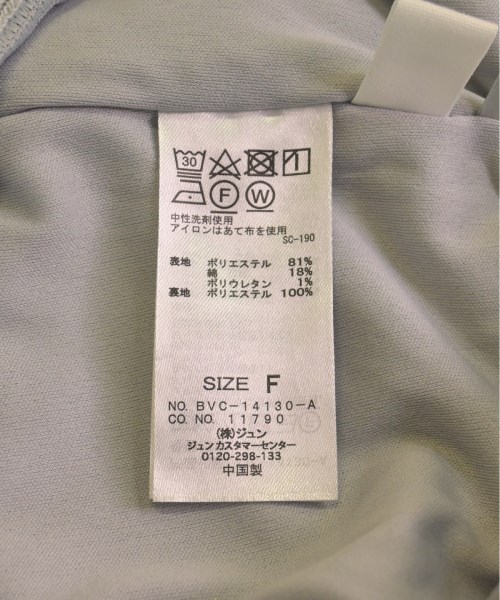 30
F W
中性洗剤使用
アイロンはあて布を使用
SC-190
表地 ポリエステル 81%
綿 18%
ポリウレタン 1%
裏地 ポリエステル 100%
SIZE F
NO. BVC-14130-A
CO. NO. 11790
(株)ジュン
ジュンカスタマーセンター
0120-298-133
中国製